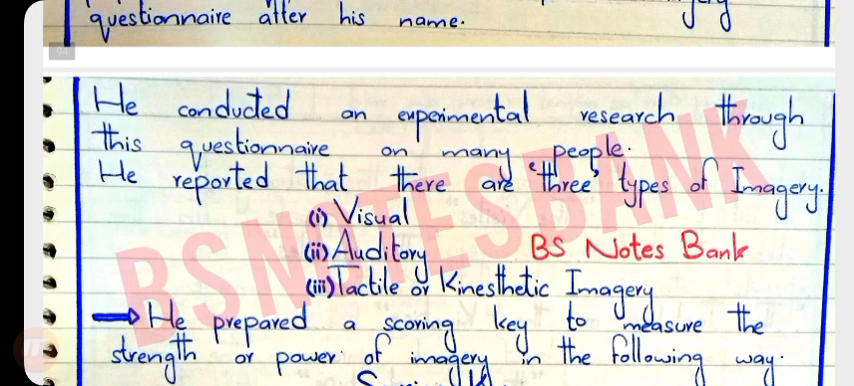 questionnaire after his name.
He conducted an experimental research through
this questionnaire on many people.
He reported that there are 'three' types of Imagery.
(i) Visual
(ii) Auditory BS Notes Bank
(iii) Tactile or Kinesthetic Imagery
BSNOTESBANK
⇒ He prepared a scoring key to measure the
strength or power of imagery in the following way.